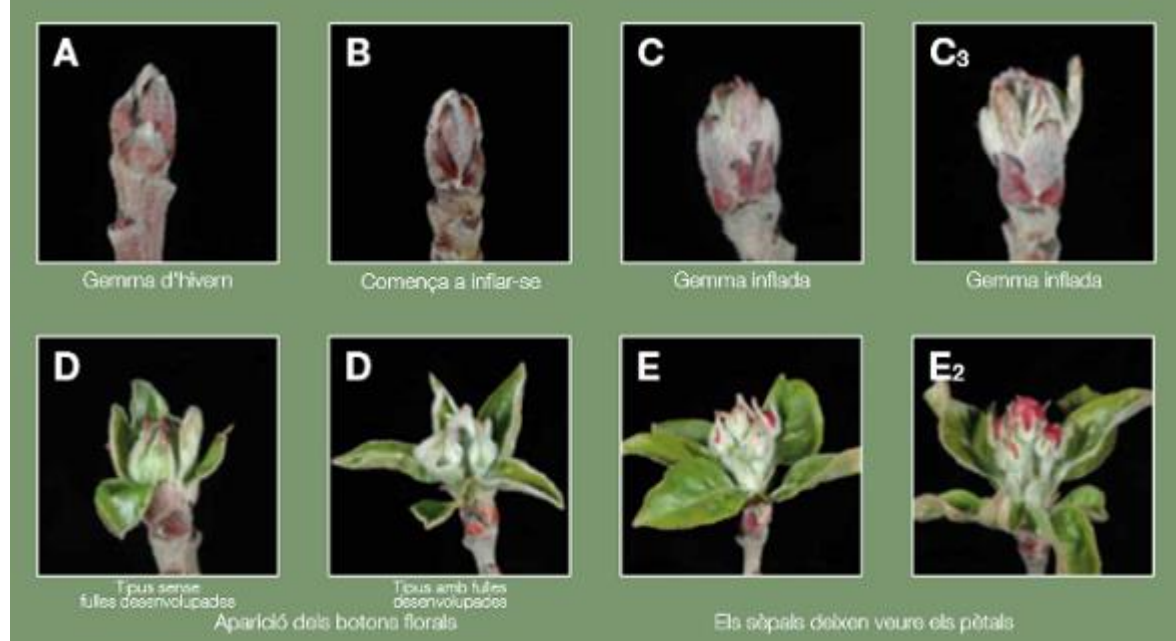 A
B
C
C₃
Gemma d'hivern
Comença a inflar-se
Gemma inflada
Gemma inflada
D
D
E
E₂
Tipus sense
fulles desenvolupades
Tipus amb fulles
desenvolupades
Aparició dels botons florals
Els sèpals deixen veure els pètals